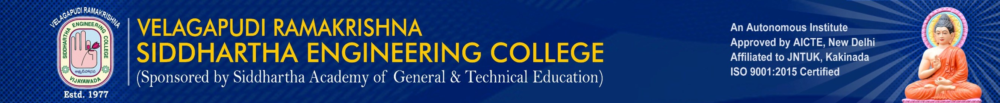 VELAGAPUDI RAMAKRISHNA
SIDDHARTHA ENGINEERING COLLEGE
ఆత్మదీపోభవ
VIJAYAWADA
Estd. 1977
VELAGAPUDI RAMAKRISHNA
SIDDHARTHA ENGINEERING COLLEGE
(Sponsored by Siddhartha Academy of General & Technical Education)
An Autonomous Institute
Approved by AICTE, New Delhi
Affiliated to JNTUK, Kakinada
ISO 9001:2015 Certified